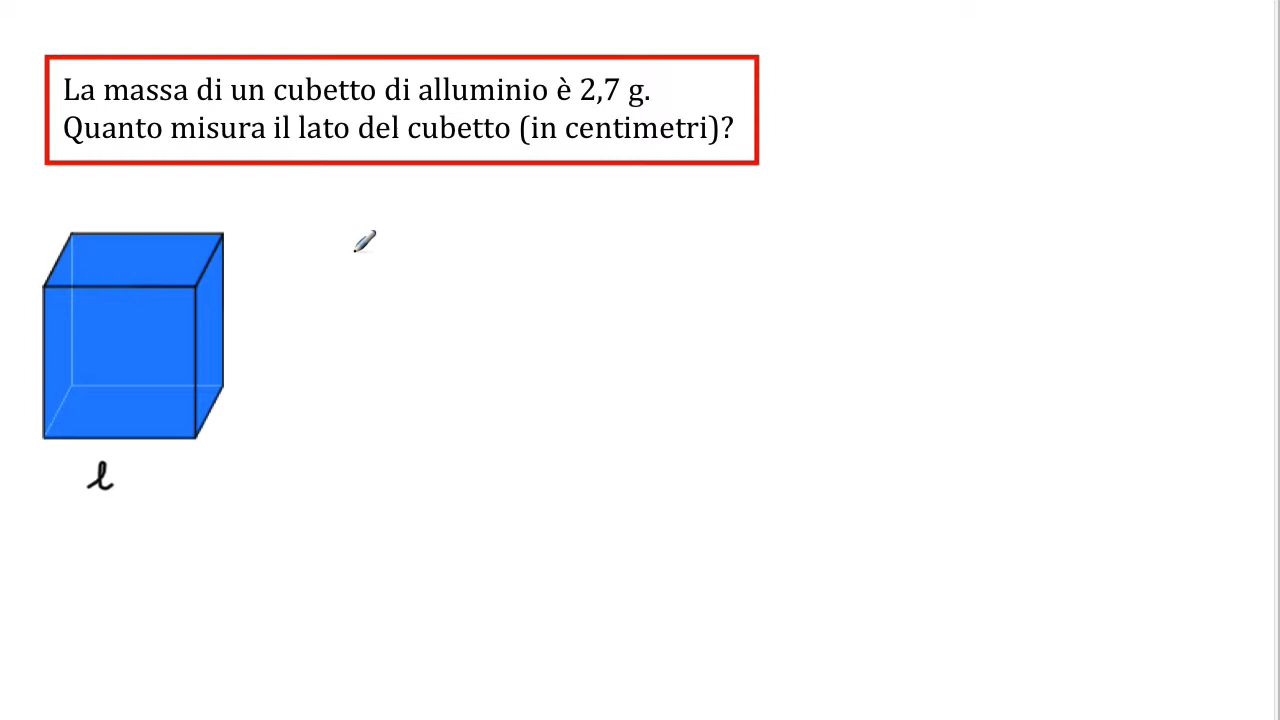 La massa di un cubetto di alluminio è 2,7 g.
Quanto misura il lato del cubetto (in centimetri)?
l